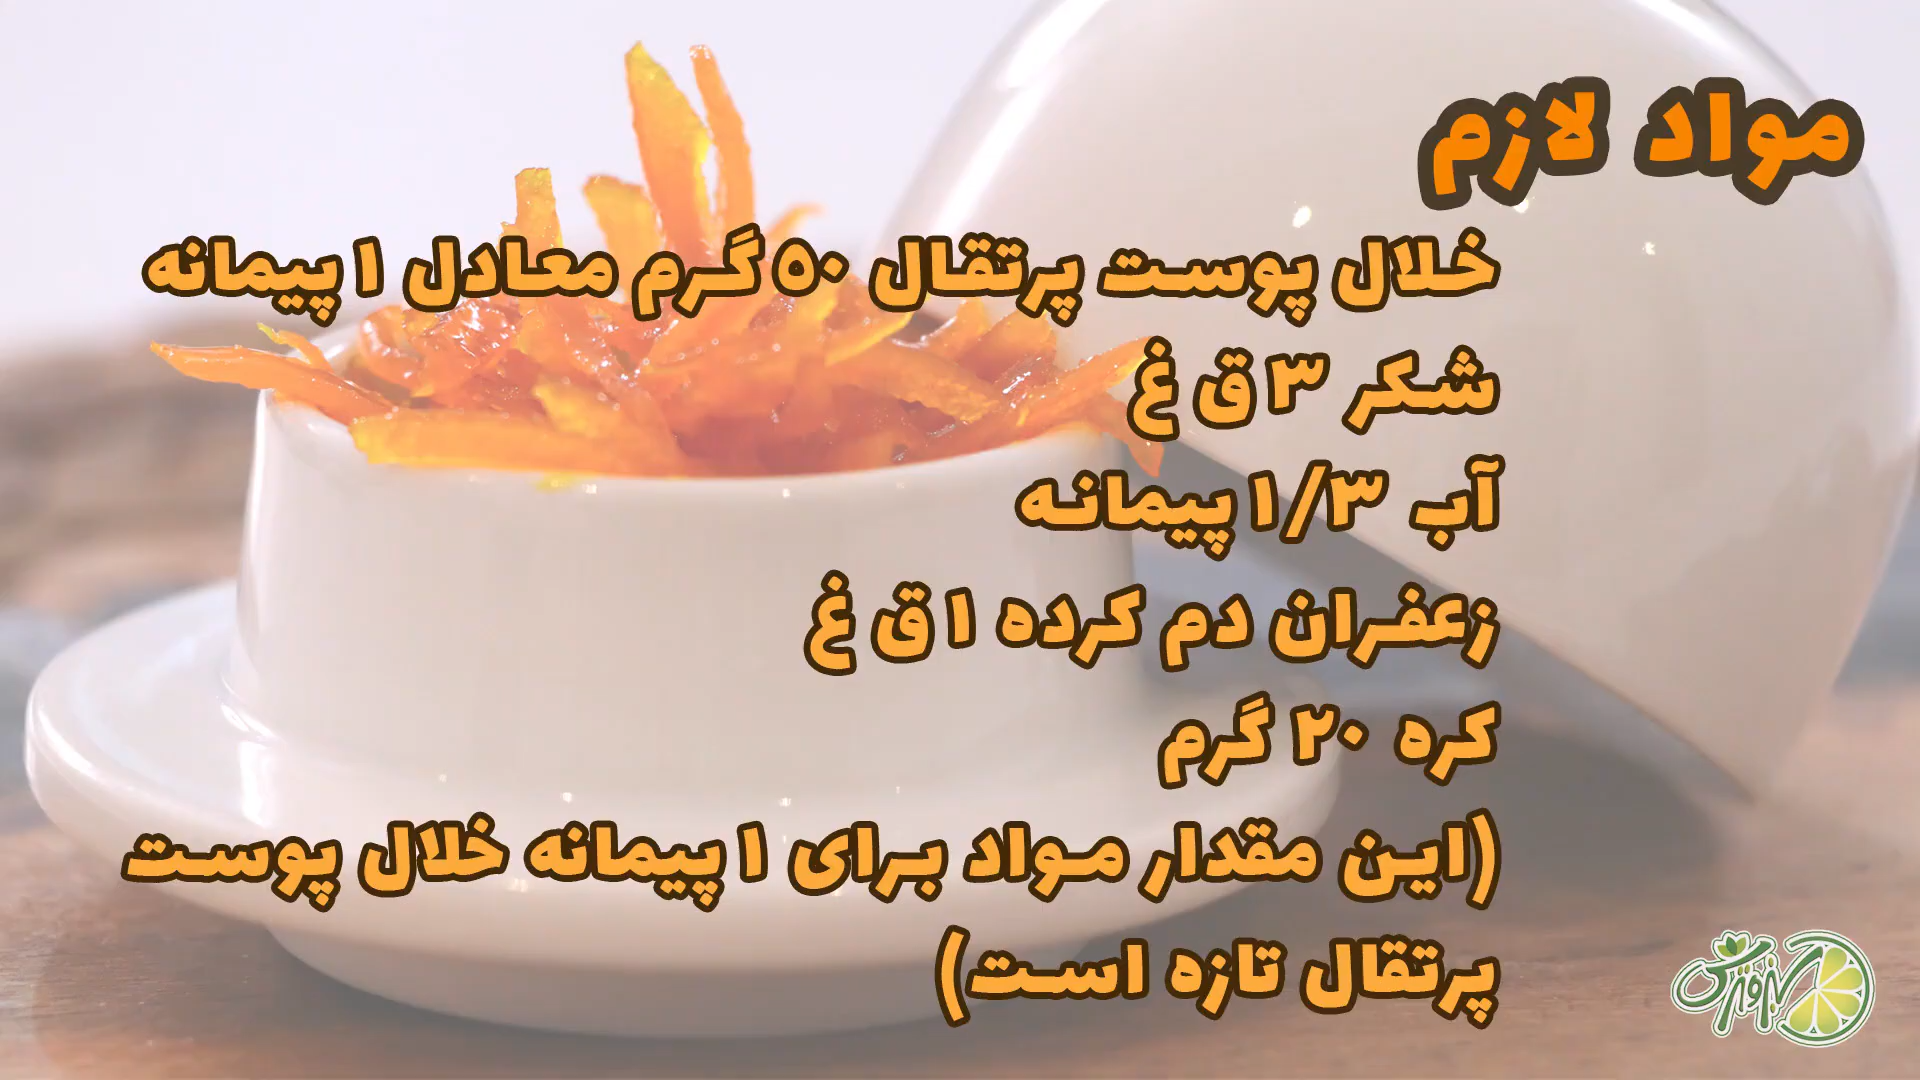 مواد لازم
خلال پوست پرتقال ۵۰ گرم معادل ۱ پیمانه
شکر ۳ ق غ
آب ۱/۳ پیمانه
زعفران دم کرده ۱ ق غ
کره ۲۰ گرم
(این مقدار مواد برای ۱ پیمانه خلال پوست
پرتقال تازه است)